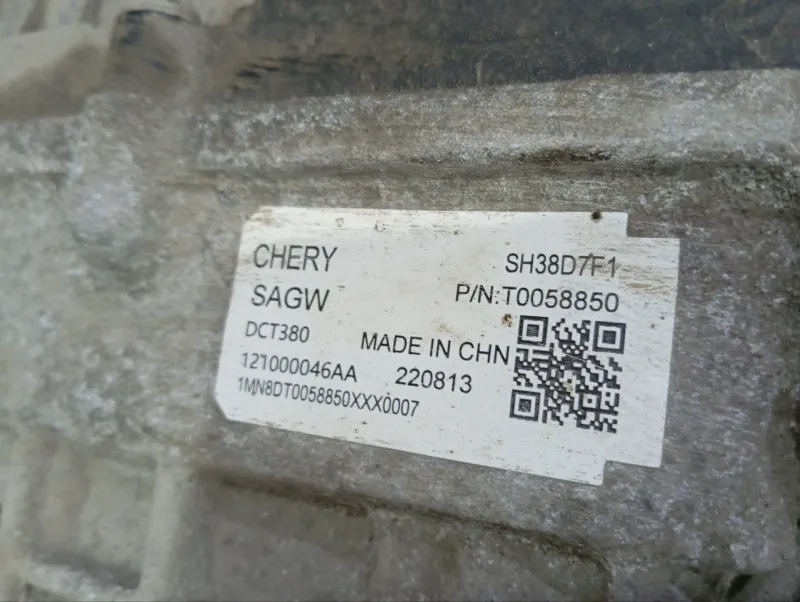 CHERY
SH38D7F1
SAGW
P/N:T0058850
DCT380
MADE IN CHN
121000046AA
220813
1MN8DT0058850XXX0007